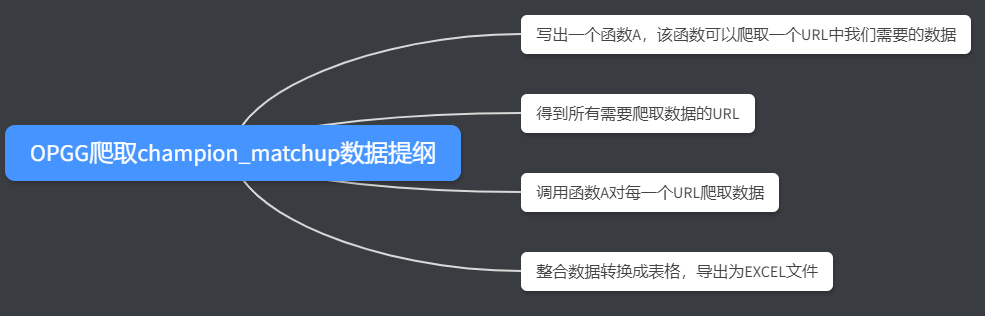 写出一个函数A，该函数可以爬取一个URL中我们需要的数据
得到所有需要爬取数据的URL
OPGG爬取champion_matchup数据提纲
调用函数A对每一个URL爬取数据
整合数据转换成表格，导出为EXCEL文件